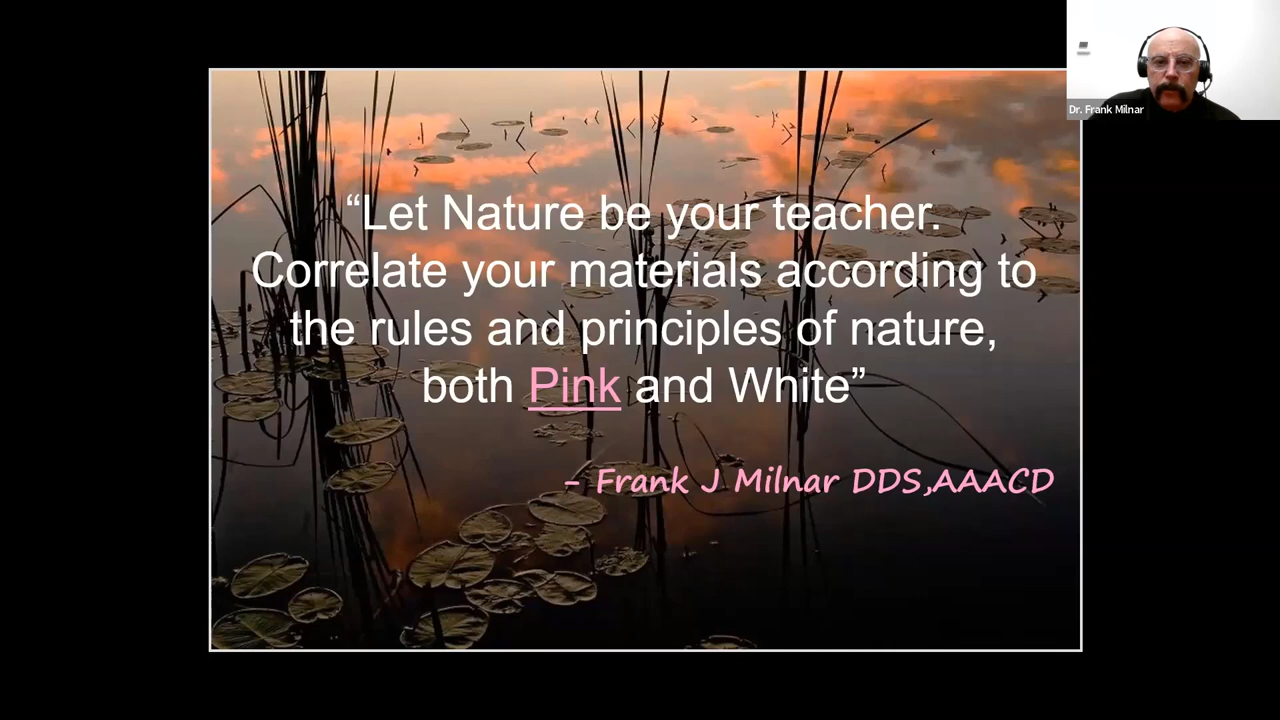 “Let Nature be your teacher.
Correlate your materials according to
the rules and principles of nature,
both Pink and White”
- Frank J Milnar DDS,AAACD
Dr. Frank Milnar